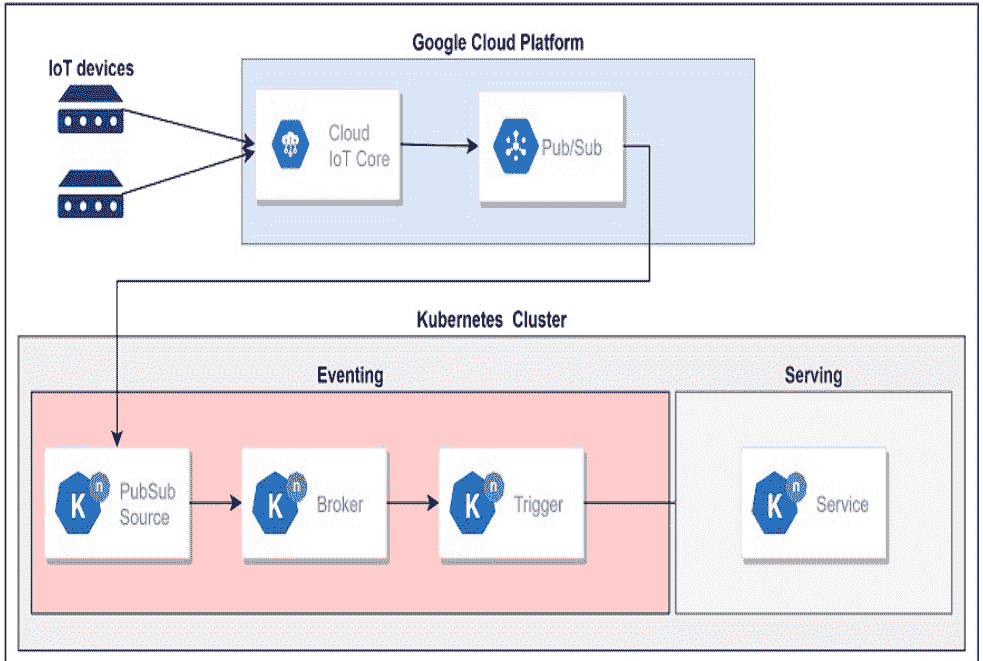 Google Cloud Platform
IoT devices
Cloud
IoT Core
Pub/Sub
Kubernetes Cluster
Eventing
Serving
K n
PubSub
Source
K n
Broker
K n
Trigger
K n
Service